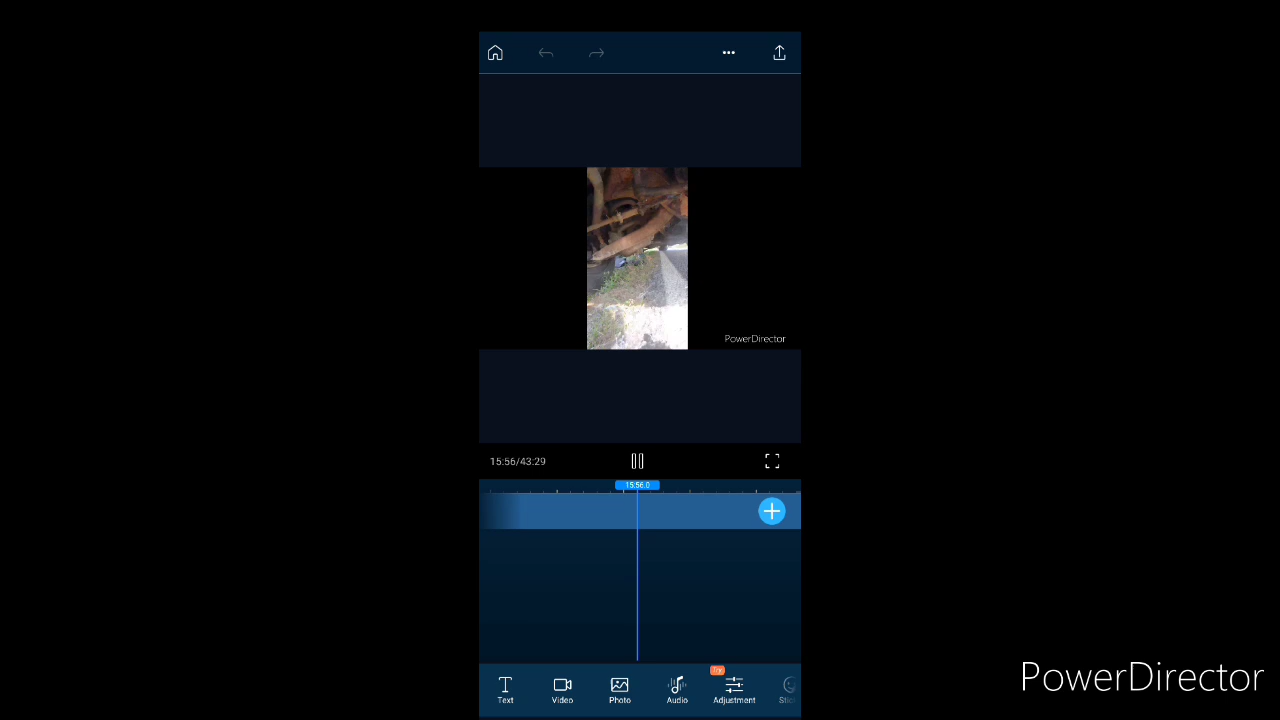 PowerDirector
15:56/43:29
15:56.0
Try
Text
Video
Photo
Audio
Adjustment
PowerDirector